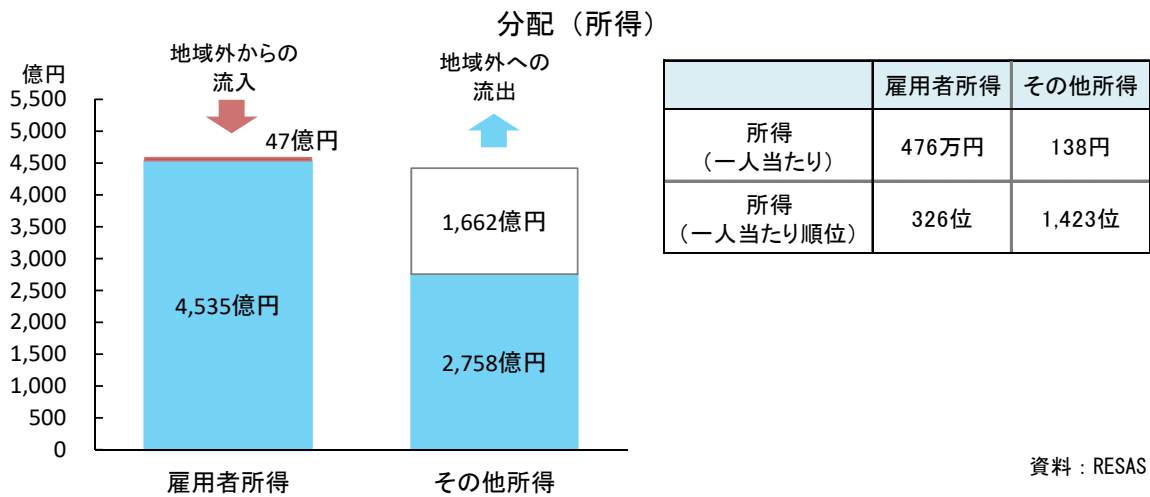 分配（所得）
地域外からの
流入
地域外への
流出
億円
5,500
5,000
4,500
4,000
3,500
3,000
2,500
2,000
1,500
1,000
500
0
47億円
4,535億円
1,662億円
2,758億円
雇用者所得
その他所得
雇用者所得 その他所得
所得
（一人当たり）
476万円 138円
所得
（一人当たり順位）
326位 1,423位
資料：RESAS